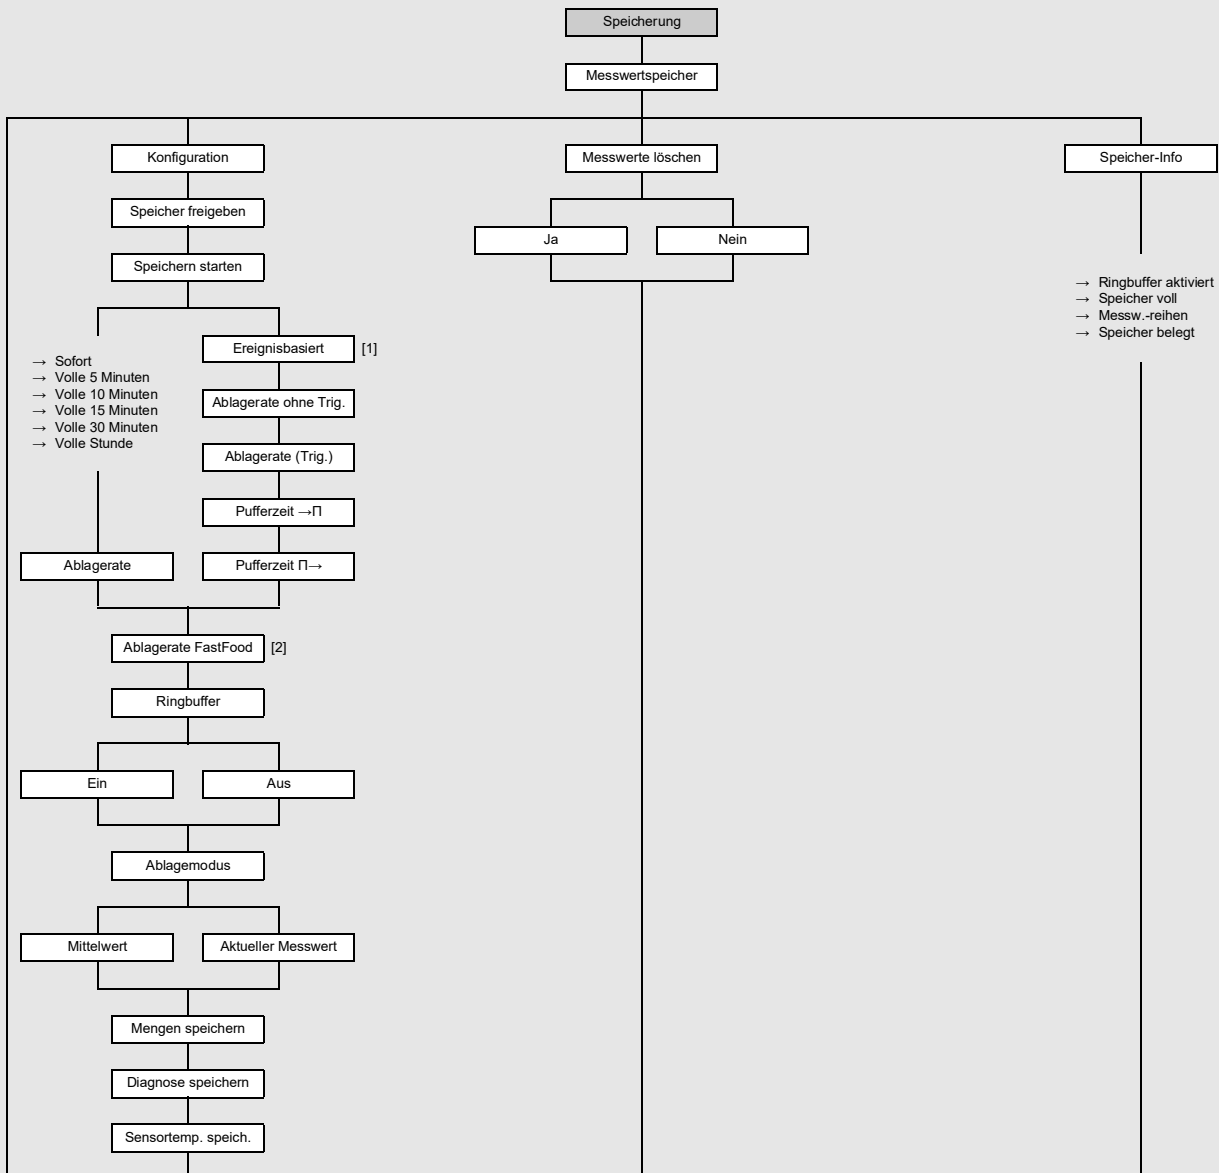 Speicherung
Messwertspeicher
Konfiguration
Messwerte löschen
Speicher-Info
Speicher freigeben
Ja
Nein
Speichern starten
→ Ringbuffer aktiviert
→ Speicher voll
→ Messw.-reihen
→ Speicher belegt
→ Sofort
→ Volle 5 Minuten
→ Volle 10 Minuten
→ Volle 15 Minuten
→ Volle 30 Minuten
→ Volle Stunde
Ereignisbasiert [1]
Ablagerate ohne Trig.
Ablagerate (Trig.)
Pufferzeit →Π
Ablagerate
Pufferzeit Π→
Ablagerate FastFood [2]
Ringbuffer
Ein
Aus
Ablagemodus
Mittelwert
Aktueller Messwert
Mengen speichern
Diagnose speichern
Sensortemp. speich.